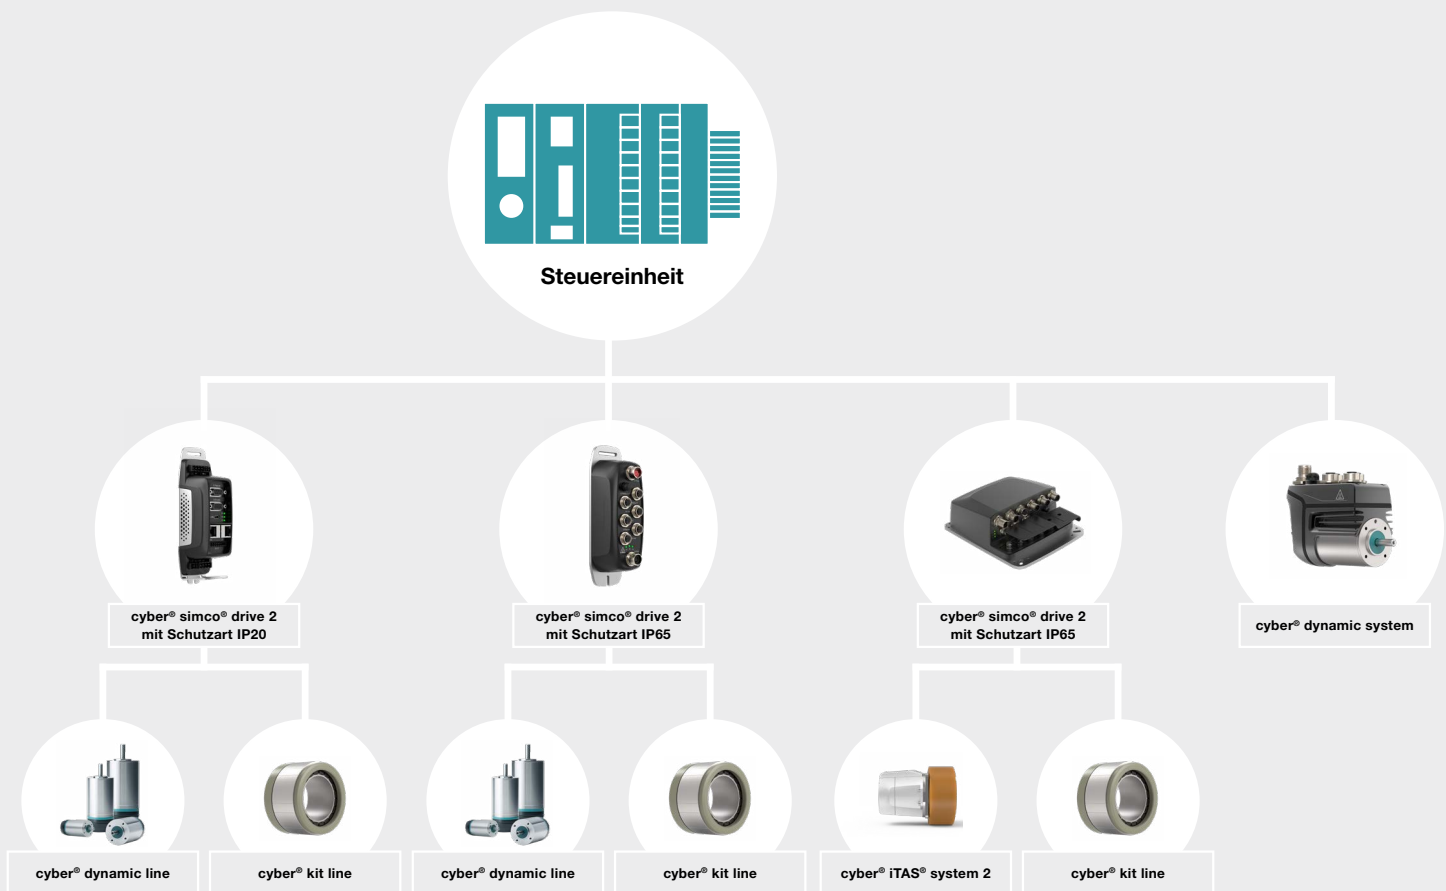 Steuereinheit
cyber® simco® drive 2
mit Schutzart IP20
cyber® simco® drive 2
mit Schutzart IP65
cyber® simco® drive 2
mit Schutzart IP65
cyber® dynamic system
cyber® dynamic line
cyber® kit line
cyber® dynamic line
cyber® kit line
cyber® iTAS® system 2
cyber® kit line